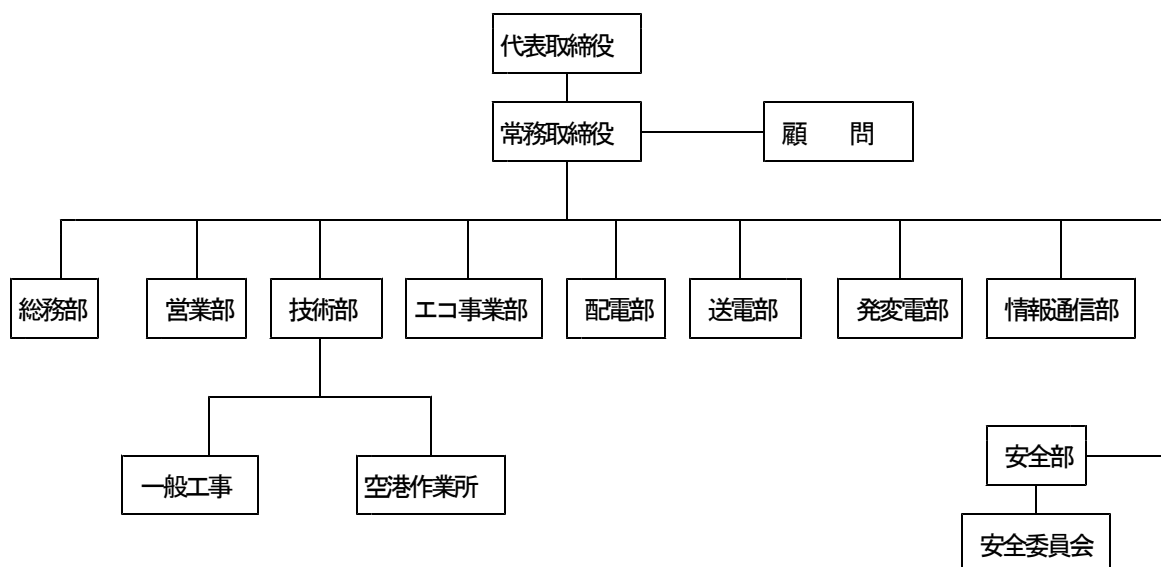 代表取締役
常務取締役
顧　問
総務部
営業部
技術部
エコ事業部
配電部
送電部
発変電部
情報通信部
一般工事
空港作業所
安全部
安全委員会